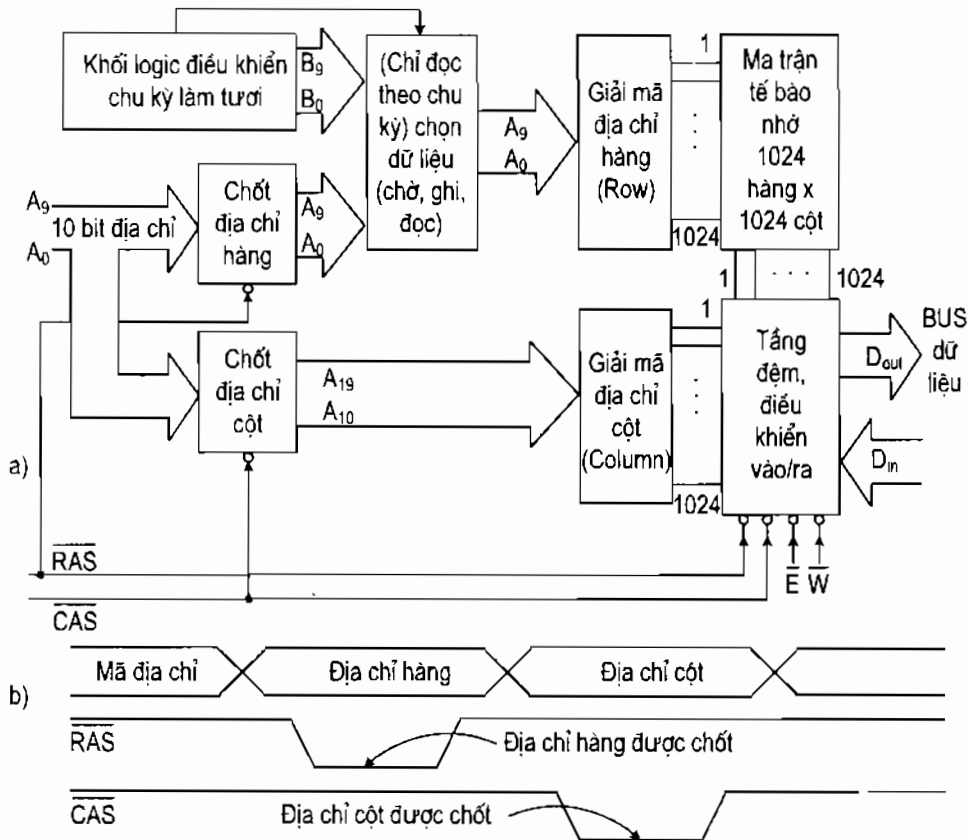 Khối logic điều khiển
chu kỳ làm tươi
B9
B0
(Chỉ đọc
theo chu
kỳ) chọn
dữ liệu
(chờ, ghi,
đọc)
A9
A0
Giải mã
địa chỉ
hàng
(Row)
1
1024
Ma trận
tế bào
nhớ
1024
hàng x
1024 cột
A9
10 bit địa chỉ
A0
Chốt
địa chỉ
hàng
A9
A0
1
1024
Chốt
địa chỉ
cột
A19
A10
Giải mã
địa chỉ
cột
(Column)
1
1024
Tầng
đệm,
điều
khiển
vào/ra
BUS
dữ
liệu
Dout
Din
a)
RAS
CAS
E
W
b)
Mã địa chỉ
Địa chỉ hàng
Địa chỉ cột
RAS
Địa chỉ hàng được chốt
CAS
Địa chỉ cột được chốt